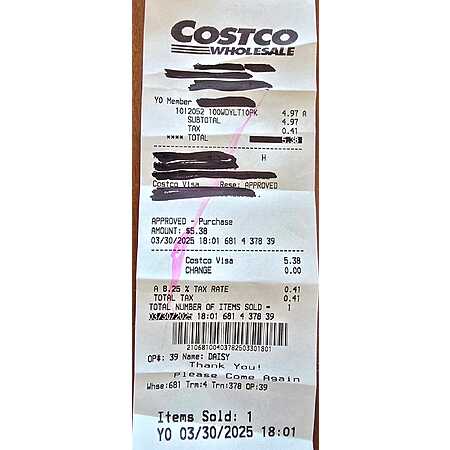 COSTCO
WHOLESALE
YO Member
1012052 100WDYLT10PK 4.97 A
SUBTOTAL 4.97
TAX 0.41
**** TOTAL 5.38
H
Costco Visa Resp: APPROVED
APPROVED - Purchase
AMOUNT: $5.38
03/30/2025 18:01 681 4 378 39
Costco Visa 5.38
CHANGE 0.00
A 8.25 % TAX RATE 0.41
TOTAL TAX 0.41
TOTAL NUMBER OF ITEMS SOLD - 1
03/30/2025 18:01 681 4 378 39
21068100403782503301801
OP#: 39 Name: DAISY
Thank You!
Please Come Again
Whse:681 Trm:4 Trn:378 OP:39
Items Sold: 1
YO 03/30/2025 18:01